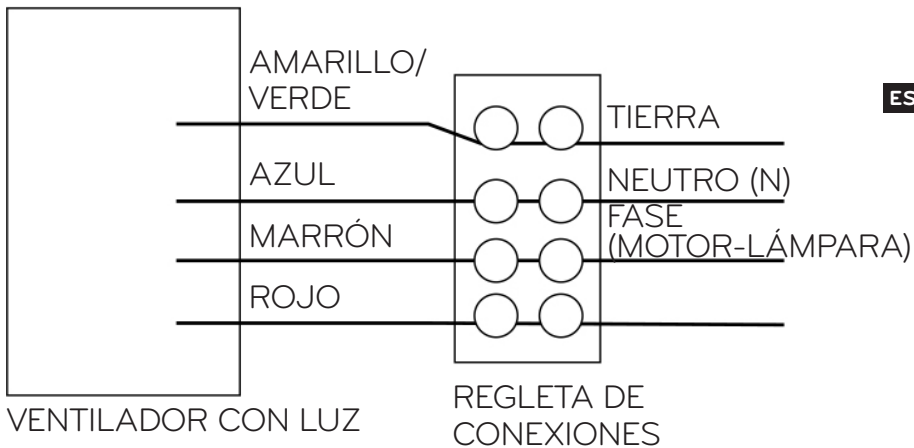 AMARILLO/
VERDE
ES
TIERRA
AZUL
NEUTRO (N)
FASE
(MOTOR-LÁMPARA)
MARRÓN
ROJO
VENTILADOR CON LUZ
REGLETA DE
CONEXIONES